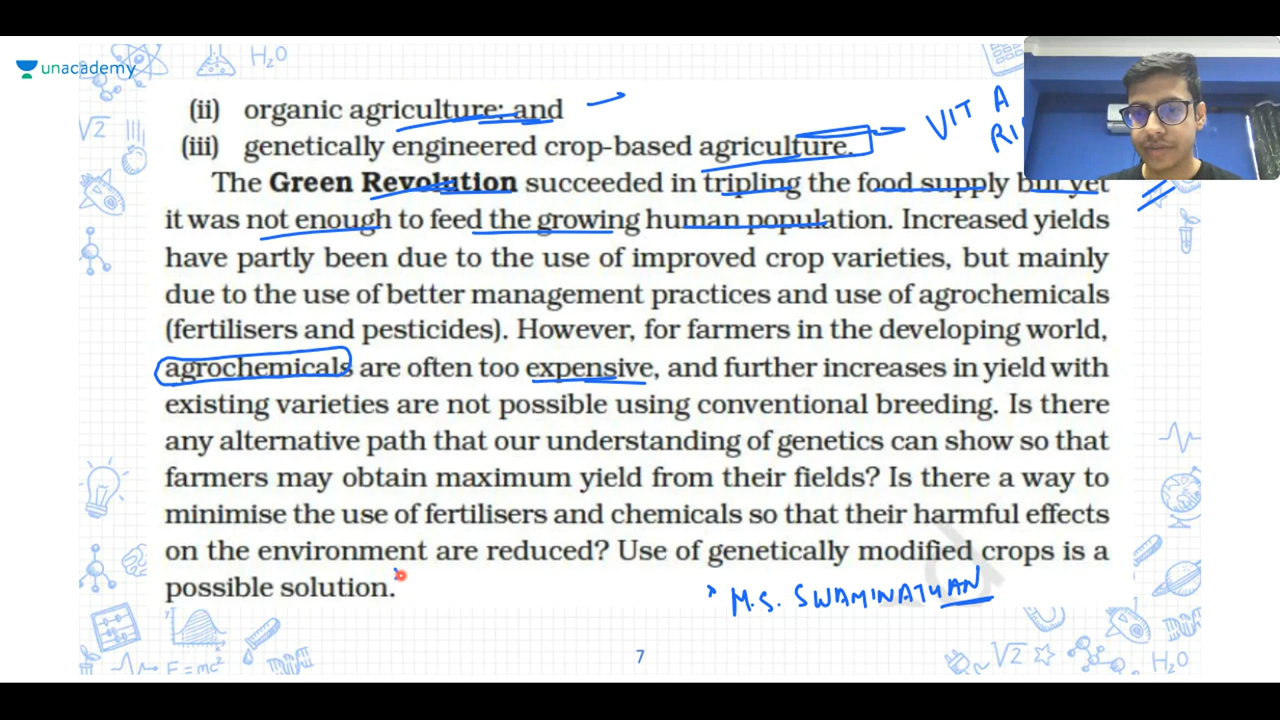 H₂O
unacademy
(ii) organic agriculture; and
VIT A
√2
(iii) genetically engineered crop-based agriculture.
The Green Revolution succeeded in tripling the food supply but yet
it was not enough to feed the growing human population. Increased yields
have partly been due to the use of improved crop varieties, but mainly
due to the use of better management practices and use of agrochemicals
(fertilisers and pesticides). However, for farmers in the developing world,
agrochemicals are often too expensive, and further increases in yield with
existing varieties are not possible using conventional breeding. Is there
any alternative path that our understanding of genetics can show so that
farmers may obtain maximum yield from their fields? Is there a way to
minimise the use of fertilisers and chemicals so that their harmful effects
on the environment are reduced? Use of genetically modified crops is a
possible solution.
M.S. SWAMINATHAN
7
F=mc²
√2
H₂O